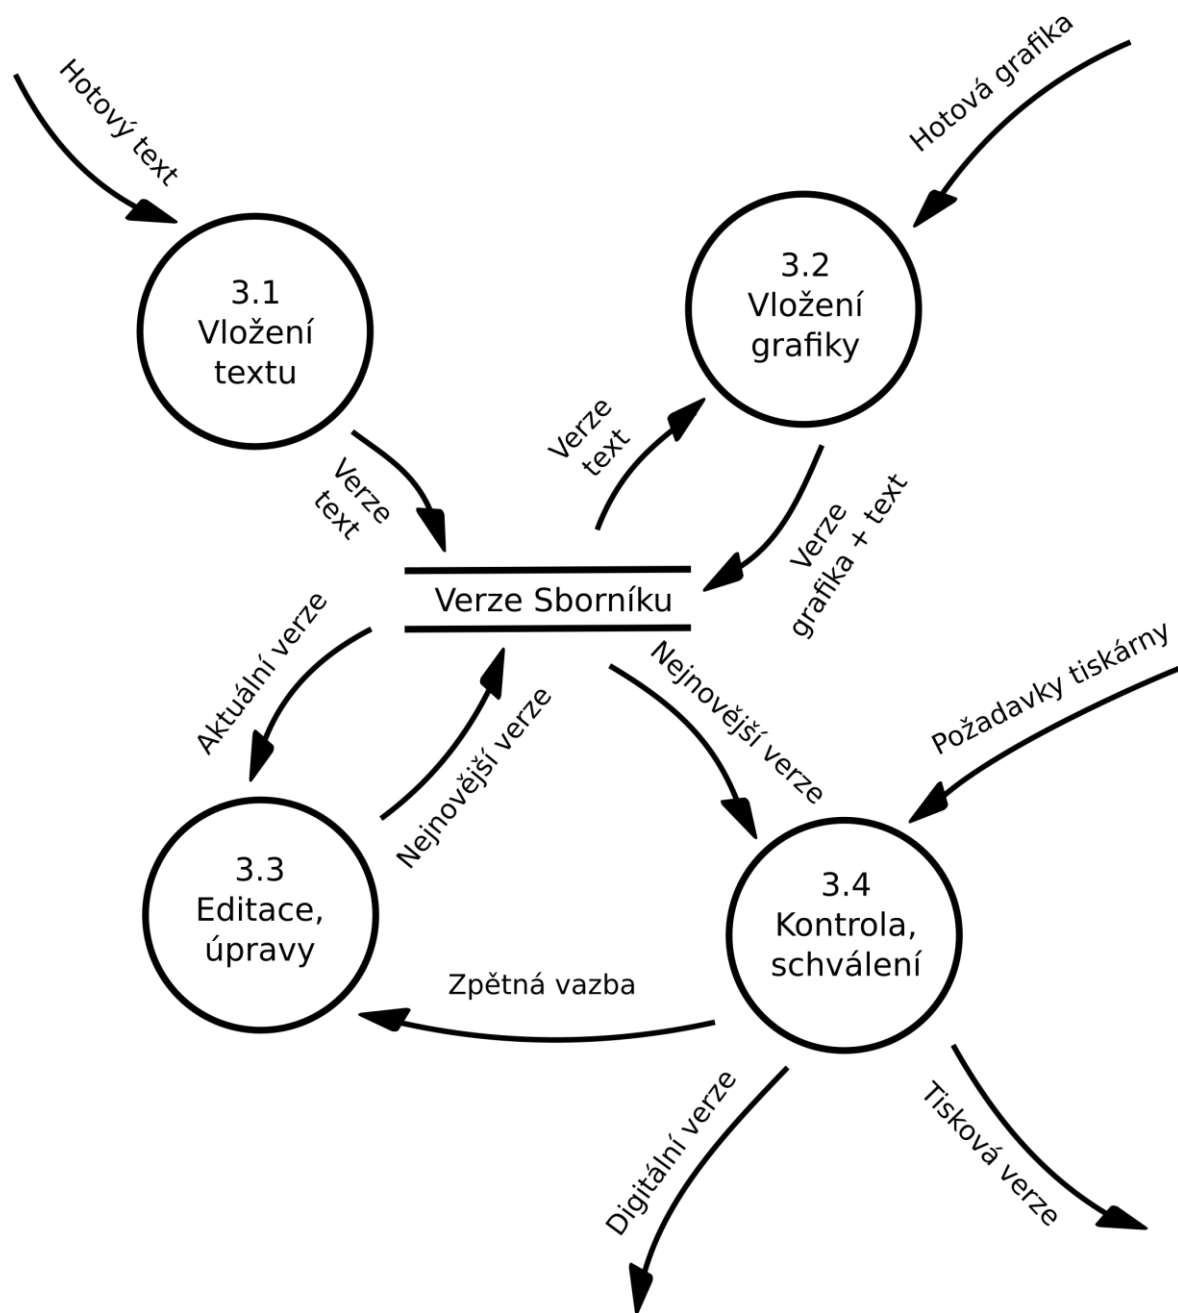 Hotový text
Hotová grafika
3.1
Vložení
textu
3.2
Vložení
grafiky
Verze
text
Verze
text
Verze
grafika + text
Verze Sborníku
Aktuální verze
Nejnovější verze
Nejnovější verze
Požadavky tiskárny
3.3
Editace,
úpravy
3.4
Kontrola,
schválení
Zpětná vazba
Digitální verze
Tisková verze